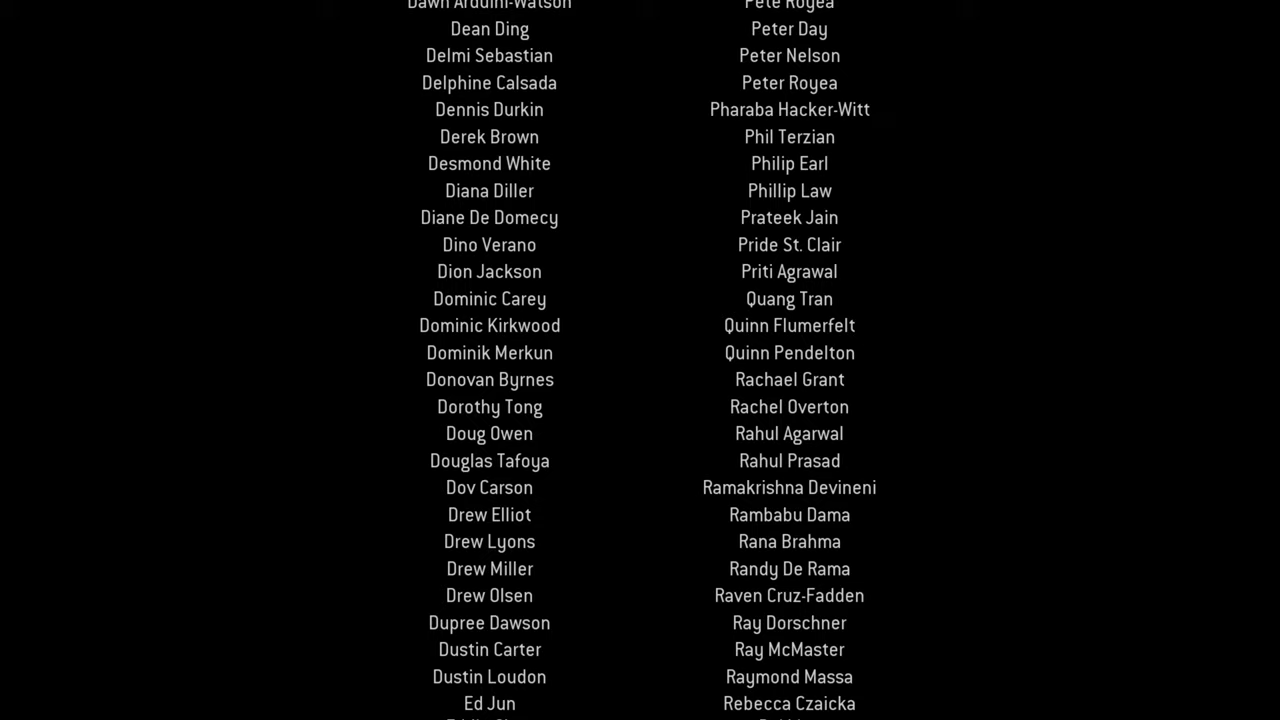 Dawn Arduini-Watson
Dean Ding
Delmi Sebastian
Delphine Calsada
Dennis Durkin
Derek Brown
Desmond White
Diana Diller
Diane De Domecy
Dino Verano
Dion Jackson
Dominic Carey
Dominic Kirkwood
Dominik Merkun
Donovan Byrnes
Dorothy Tong
Doug Owen
Douglas Tafoya
Dov Carson
Drew Elliot
Drew Lyons
Drew Miller
Drew Olsen
Dupree Dawson
Dustin Carter
Dustin Loudon
Ed Jun
Pete Royea
Peter Day
Peter Nelson
Peter Royea
Pharaba Hacker-Witt
Phil Terzian
Philip Earl
Phillip Law
Prateek Jain
Pride St. Clair
Priti Agrawal
Quang Tran
Quinn Flumerfelt
Quinn Pendelton
Rachael Grant
Rachel Overton
Rahul Agarwal
Rahul Prasad
Ramakrishna Devineni
Rambabu Dama
Rana Brahma
Randy De Rama
Raven Cruz-Fadden
Ray Dorschner
Ray McMaster
Raymond Massa
Rebecca Czaicka